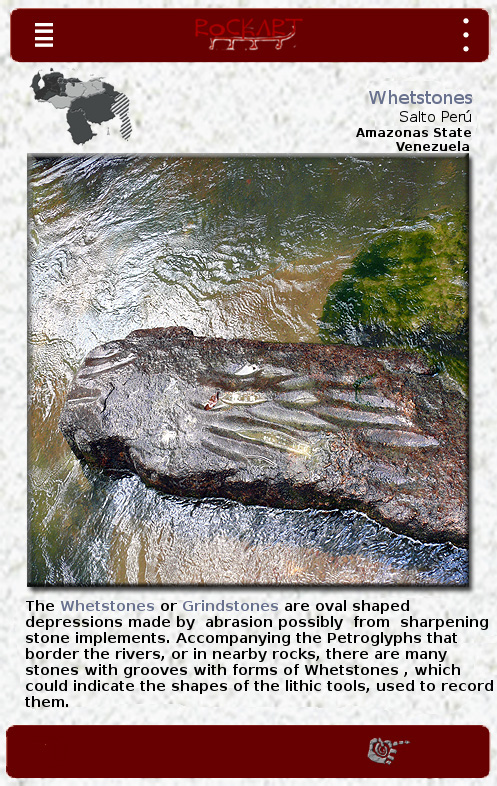 ROCKART
Whetstones
Salto Perú
Amazonas State
Venezuela
The Whetstones or Grindstones are oval shaped
depressions made by  abrasion possibly  from  sharpening
stone implements. Accompanying the Petroglyphs that
border the rivers, or in nearby rocks, there are many
stones with grooves with forms of Whetstones , which
could indicate the shapes of the lithic tools, used to record
them.